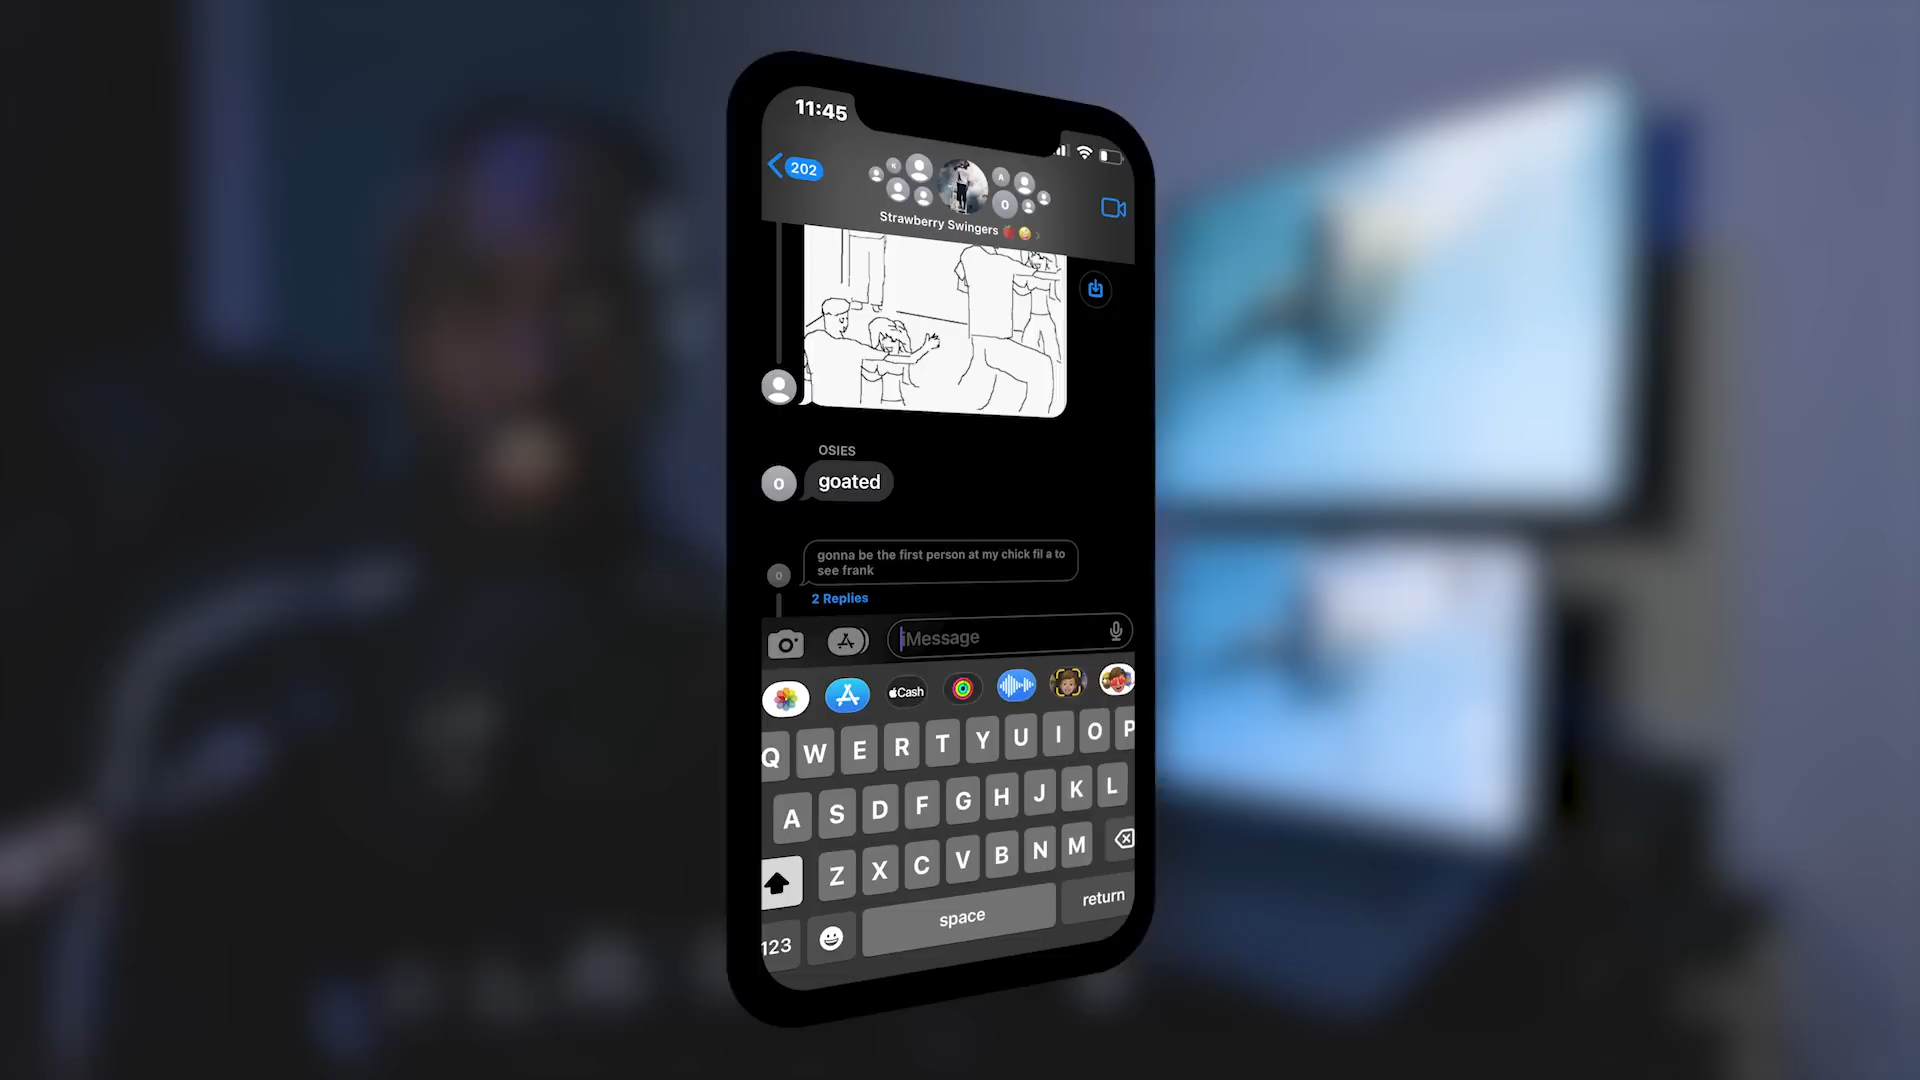 11:45
202
K
A
O
Strawberry Swingers 🍓 😜
OSIES
O
goated
gonna be the first person at my chick fil a to
see frank
O
2 Replies
iMessage
Cash
Q W E R T Y U I O P
A S D F G H J K L
Z X C V B N M
123
space
return